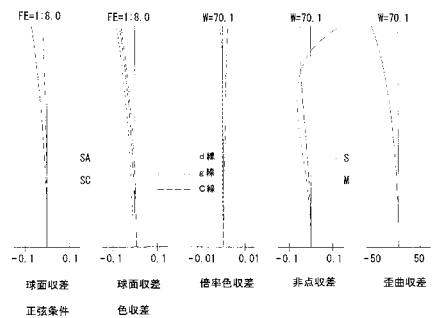 FE=1:8.0
FE=1:8.0
W=70.1
W=70.1
W=70.1
SA
SC
d線
g線
C線
S
M
-0.1 0.1
-0.1 0.1
-0.01 0.01
-0.1 0.1
-50 50
球面収差
正弦条件
球面収差
色収差
倍率色収差
非点収差
歪曲収差